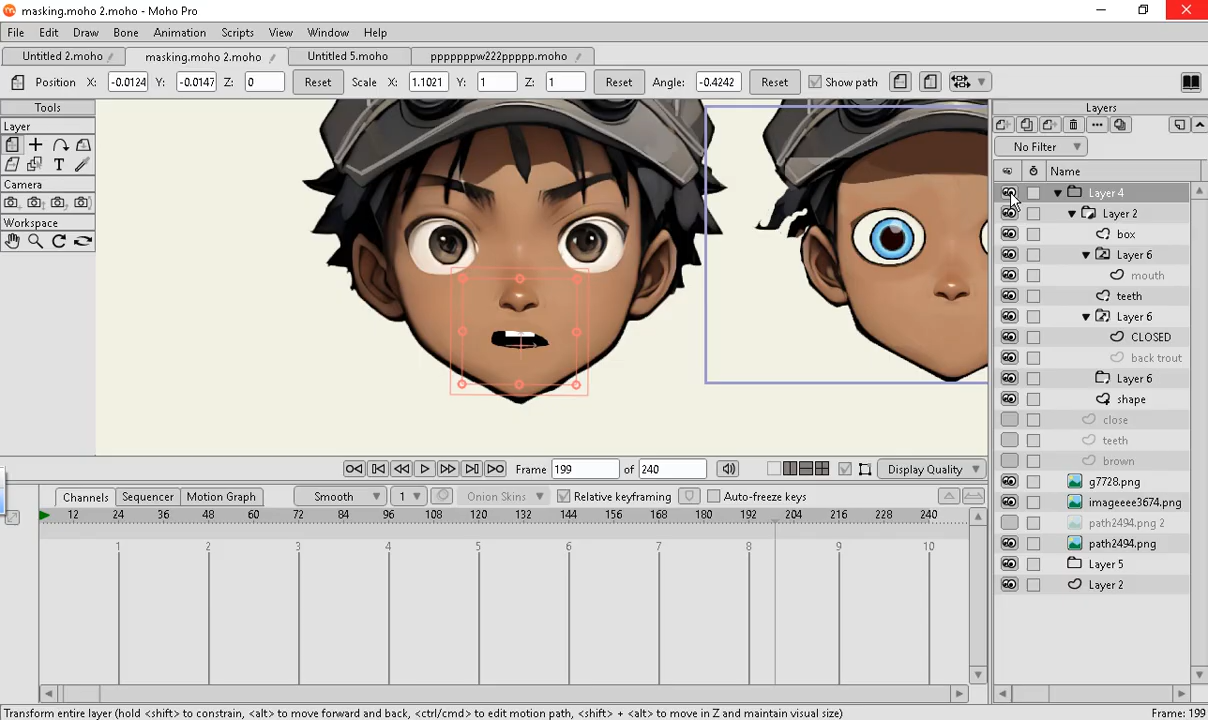 masking.moho 2.moho - Moho Pro
File Edit Draw Bone Animation Scripts View Window Help
Untitled 2.moho masking.moho 2.moho Untitled 5.moho pppppppw222ppppp.moho
Position X: -0.0124 Y: -0.0147 Z: 0 Reset Scale X: 1.1021 Y: 1 Z: 1 Reset Angle: -0.4242 Reset Show path
Tools
Layer
Camera
Workspace
Layers
No Filter
Name
Layer 4
Layer 2
box
Layer 6
mouth
teeth
Layer 6
CLOSED
back trout
Layer 6
shape
close
teeth
brown
g7728.png
imageeee3674.png
path2494.png 2
path2494.png
Layer 5
Layer 2
Frame 199 of 240 Display Quality
Channels Sequencer Motion Graph Smooth 1 Onion Skins Relative keyframing Auto-freeze keys
12 24 36 48 60 72 84 96 108 120 132 144 156 168 180 192 204 216 228 240
1 2 3 4 5 6 7 8 9 10
Transform entire layer (hold <shift> to constrain, <alt> to move forward and back, <ctrl/cmd> to edit motion path, <shift> + <alt> to move in Z and maintain visual size) Frame: 199